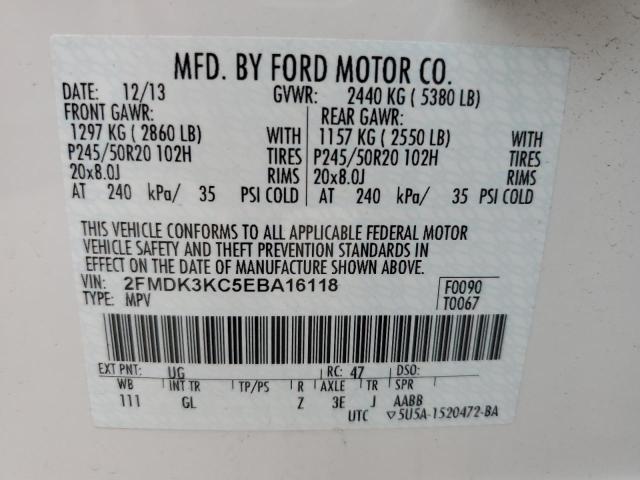 MFD. BY FORD MOTOR CO.
DATE: 12/13 GVWR: 2440 KG ( 5380 LB)
FRONT GAWR: REAR GAWR:
1297 KG ( 2860 LB) WITH 1157 KG ( 2550 LB) WITH
P245/50R20 102H TIRES P245/50R20 102H TIRES
20x8.0J RIMS 20x8.0J RIMS
AT 240 kPa/ 35 PSI COLD AT 240 kPa/ 35 PSI COLD
THIS VEHICLE CONFORMS TO ALL APPLICABLE FEDERAL MOTOR
VEHICLE SAFETY AND THEFT PREVENTION STANDARDS IN
EFFECT ON THE DATE OF MANUFACTURE SHOWN ABOVE.
VIN: 2FMDK3KC5EBA16118 F0090
TYPE: MPV T0067
EXT PNT: UG RC: 47 DSO:
WB INT TR TP/PS R AXLE TR SPR
111 GL Z 3E J AABB
UTC ▽5U5A-1520472-BA